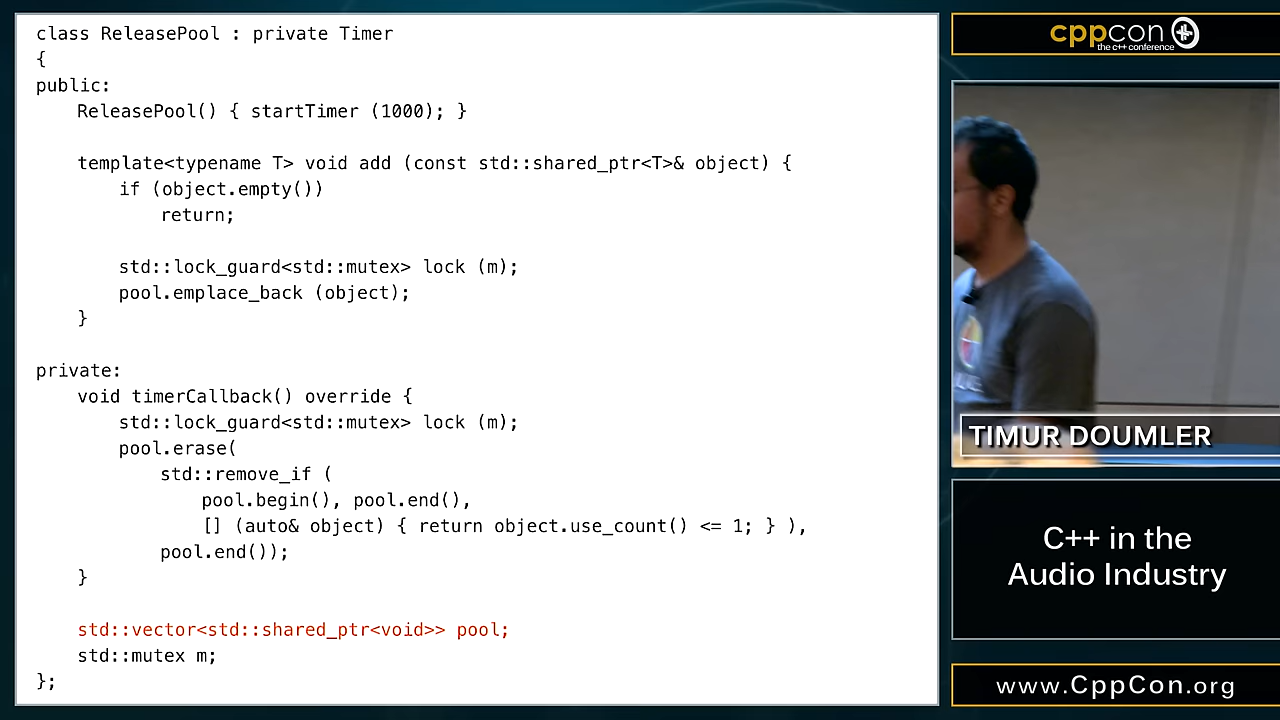 class ReleasePool : private Timer
{
public:
    ReleasePool() { startTimer (1000); }
    template<typename T> void add (const std::shared_ptr<T>& object) {
        if (object.empty())
            return;
        std::lock_guard<std::mutex> lock (m);
        pool.emplace_back (object);
    }
private:
    void timerCallback() override {
        std::lock_guard<std::mutex> lock (m);
        pool.erase(
            std::remove_if (
                pool.begin(), pool.end(),
                [] (auto& object) { return object.use_count() <= 1; } ),
            pool.end());
    }
    std::vector<std::shared_ptr<void>> pool;
    std::mutex m;
};
cppcon
the c++ conference
TIMUR DOUMLER
C++ in the
Audio Industry
www.CppCon.org